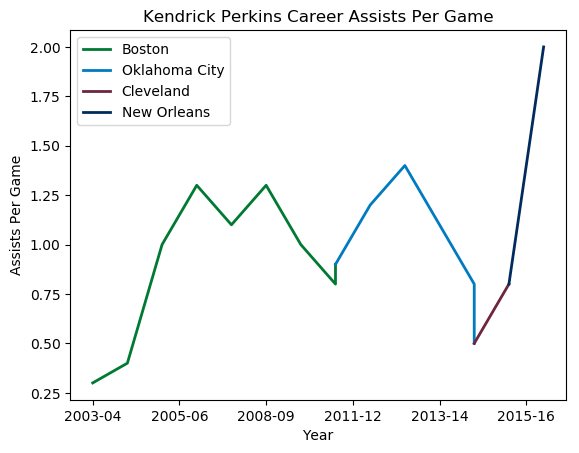 Kendrick Perkins Career Assists Per Game
Boston
Oklahoma City
Cleveland
New Orleans
2.00
1.75
1.50
1.25
1.00
0.75
0.50
0.25
Assists Per Game
2003-04 2005-06 2008-09 2011-12 2013-14 2015-16
Year